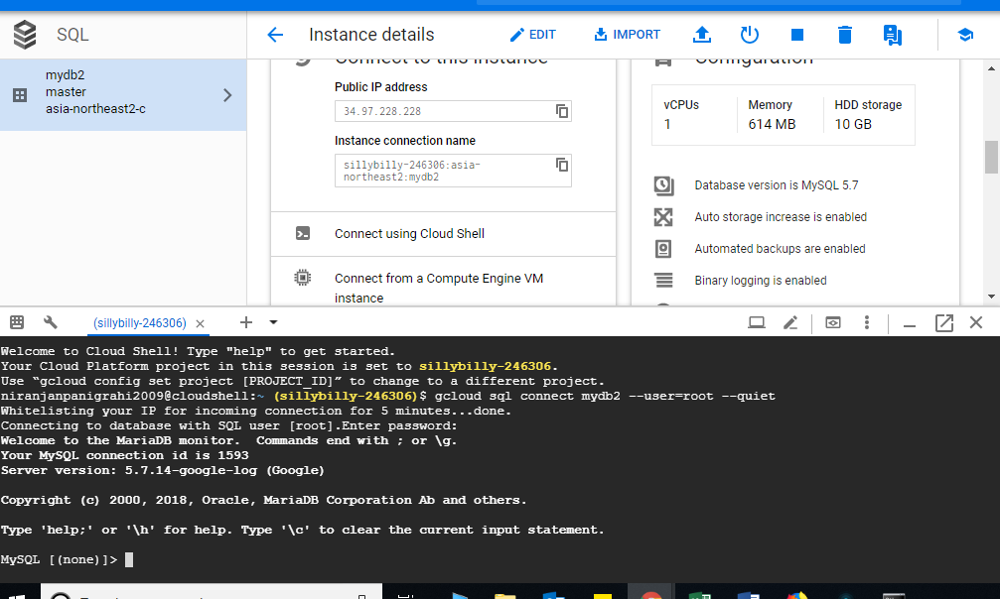 SQL
Instance details
EDIT
IMPORT
mydb2
master
asia-northeast2-c
Connect to this instance
Public IP address
34.97.228.228
Instance connection name
sillybilly-246306:asia-
northeast2:mydb2
Connect using Cloud Shell
Connect from a Compute Engine VM
instance
Configuration
vCPUs
Memory
HDD storage
1
614 MB
10 GB
Database version is MySQL 5.7
Auto storage increase is enabled
Automated backups are enabled
Binary logging is enabled
(sillybilly-246306)
Welcome to Cloud Shell! Type "help" to get started.
Your Cloud Platform project in this session is set to sillybilly-246306.
Use “gcloud config set project [PROJECT_ID]” to change to a different project.
niranjanpanigrahi2009@cloudshell:~ (sillybilly-246306)$ gcloud sql connect mydb2 --user=root --quiet
Whitelisting your IP for incoming connection for 5 minutes...done.
Connecting to database with SQL user [root].Enter password:
Welcome to the MariaDB monitor.  Commands end with ; or \g.
Your MySQL connection id is 1593
Server version: 5.7.14-google-log (Google)
Copyright (c) 2000, 2018, Oracle, MariaDB Corporation Ab and others.
Type 'help;' or '\h' for help. Type '\c' to clear the current input statement.
MySQL [(none)]>